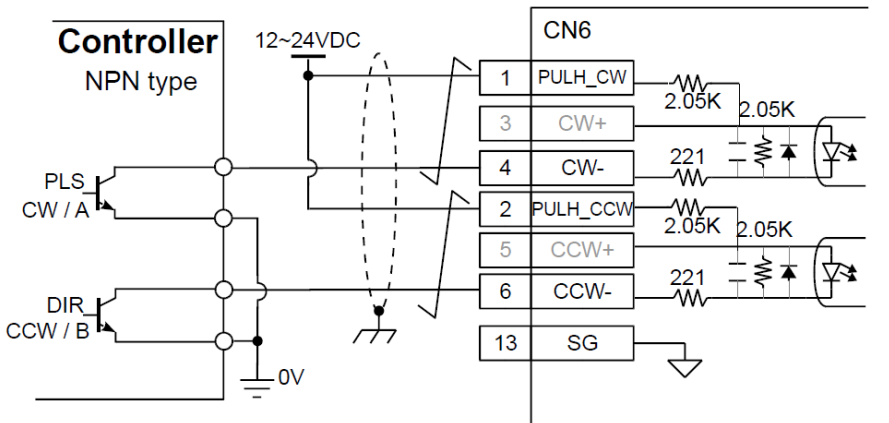 Controller
NPN type
12~24VDC
CN6
1 PULH_CW
2.05K
2.05K
3 CW+
4 CW-
221
PLS
CW / A
2 PULH_CCW
2.05K
2.05K
5 CCW+
6 CCW-
221
DIR
CCW / B
13 SG
0V